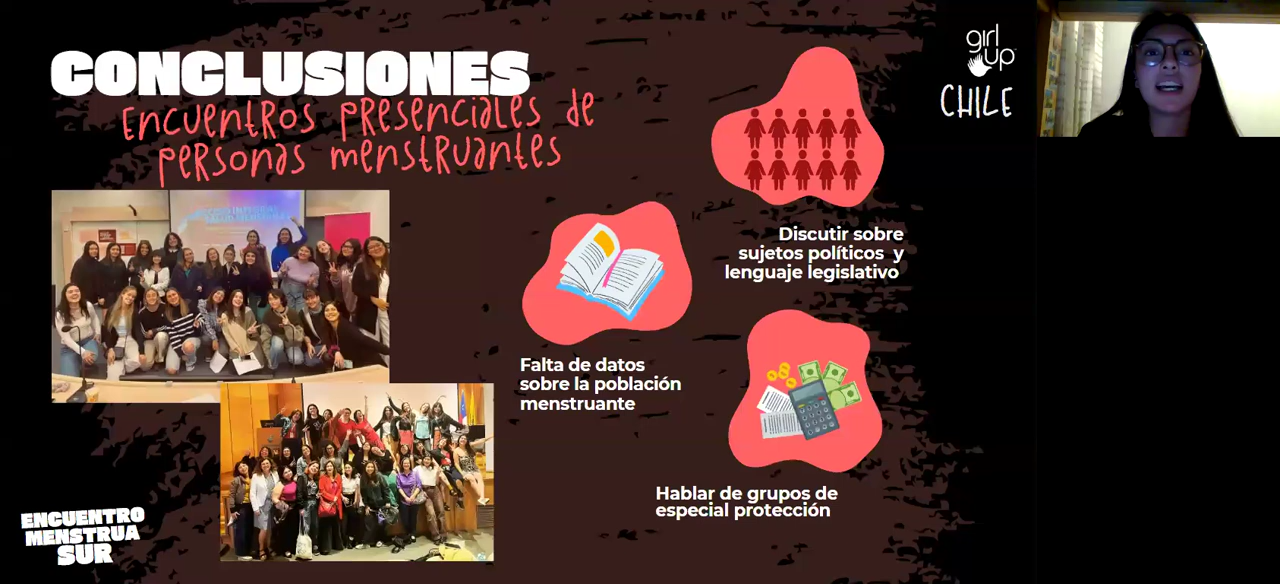 CONCLUSIONES
ENCUENTROS PRESENCIALES DE
PERSONAS MENSTRUANTES
girl
up
CHILE
Discutir sobre
sujetos políticos y
lenguaje legislativo
Falta de datos
sobre la población
menstruante
Hablar de grupos de
especial protección
ENCUENTRO
MENSTRUA
SUR